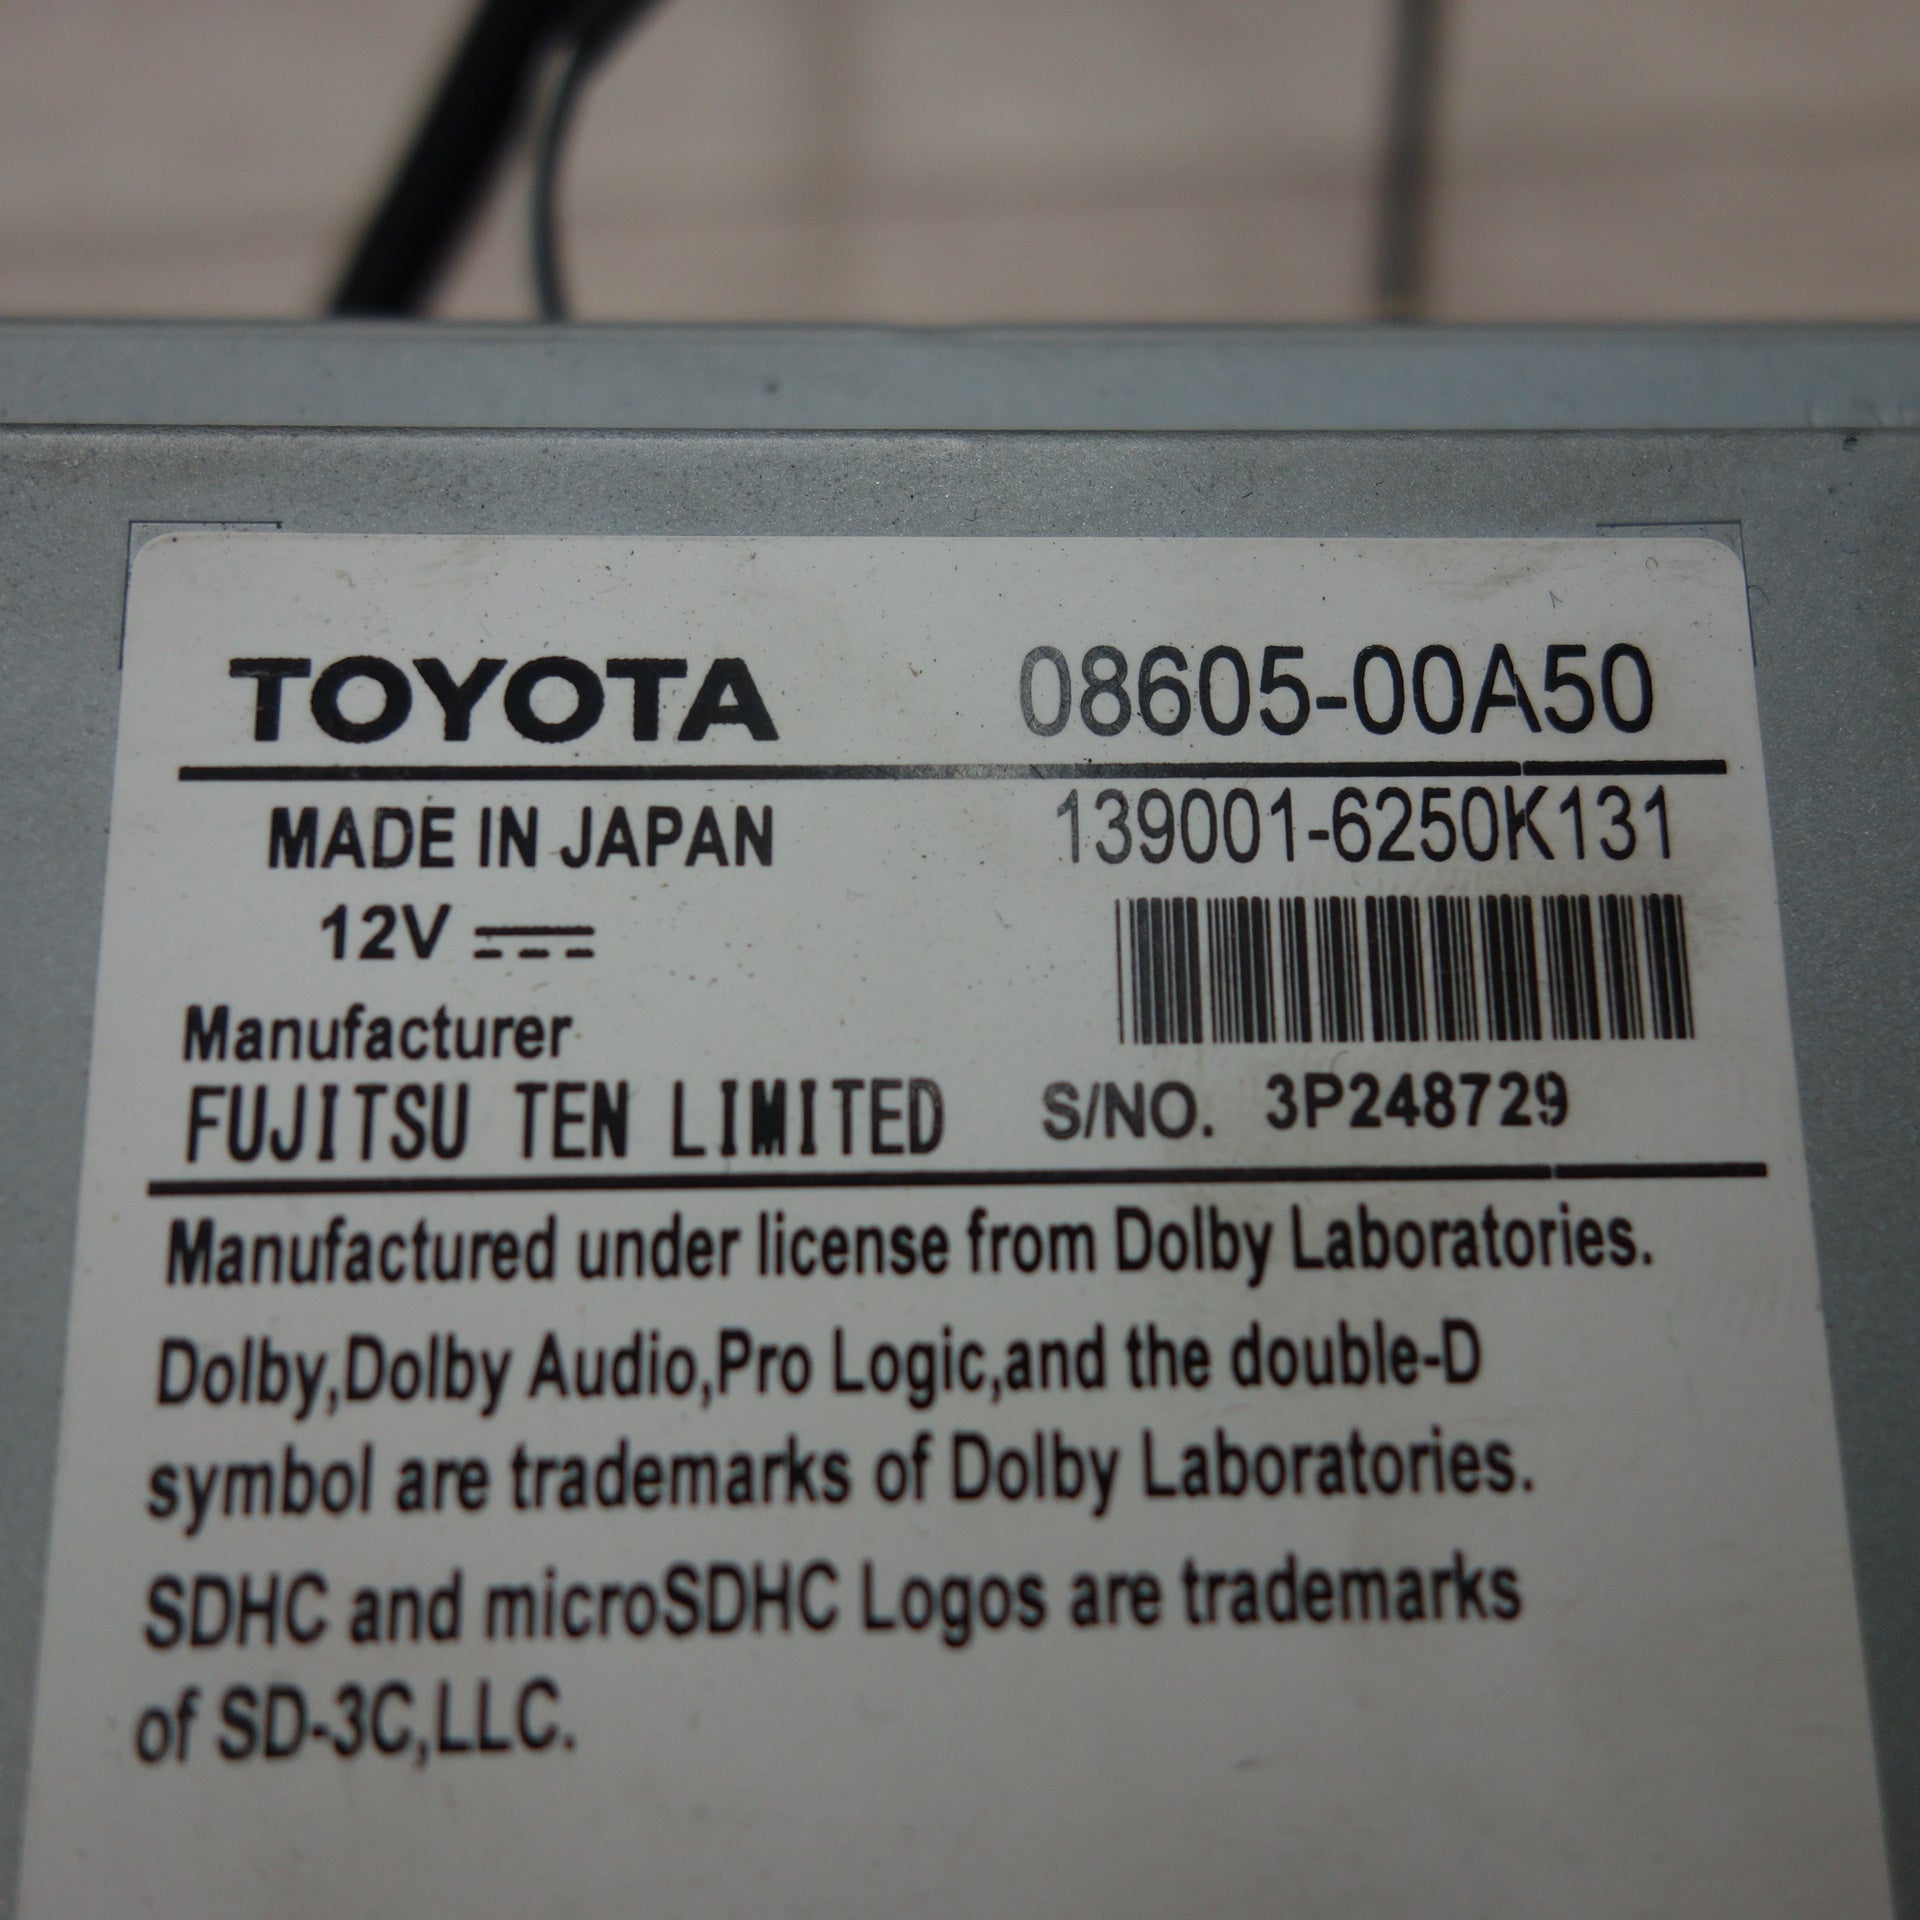 TOYOTA 08605-00A50
MADE IN JAPAN 139001-6250K131
12V
Manufacturer
FUJITSU TEN LIMITED S/NO. 3P248729
Manufactured under license from Dolby Laboratories.
Dolby,Dolby Audio,Pro Logic,and the double-D
symbol are trademarks of Dolby Laboratories.
SDHC and microSDHC Logos are trademarks
of SD-3C,LLC.